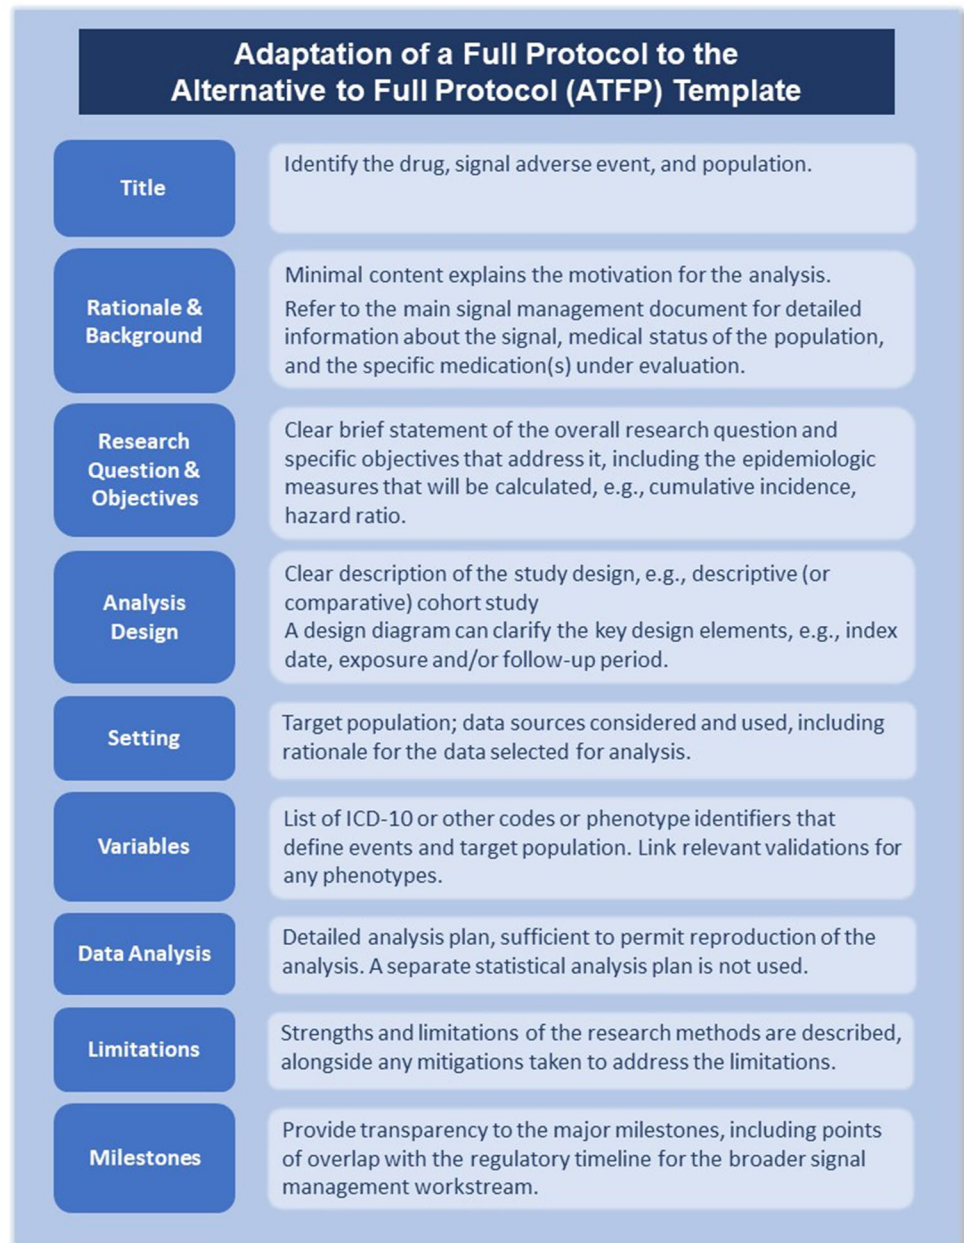 Adaptation of a Full Protocol to the
Alternative to Full Protocol (ATFP) Template
Title
Identify the drug, signal adverse event, and population.
Rationale &
Background
Minimal content explains the motivation for the analysis.
Refer to the main signal management document for detailed
information about the signal, medical status of the population,
and the specific medication(s) under evaluation.
Research
Question &
Objectives
Clear brief statement of the overall research question and
specific objectives that address it, including the epidemiologic
measures that will be calculated, e.g., cumulative incidence,
hazard ratio.
Analysis
Design
Clear description of the study design, e.g., descriptive (or
comparative) cohort study
A design diagram can clarify the key design elements, e.g., index
date, exposure and/or follow-up period.
Setting
Target population; data sources considered and used, including
rationale for the data selected for analysis.
Variables
List of ICD-10 or other codes or phenotype identifiers that
define events and target population. Link relevant validations for
any phenotypes.
Data Analysis
Detailed analysis plan, sufficient to permit reproduction of the
analysis. A separate statistical analysis plan is not used.
Limitations
Strengths and limitations of the research methods are described,
alongside any mitigations taken to address the limitations.
Milestones
Provide transparency to the major milestones, including points
of overlap with the regulatory timeline for the broader signal
management workstream.